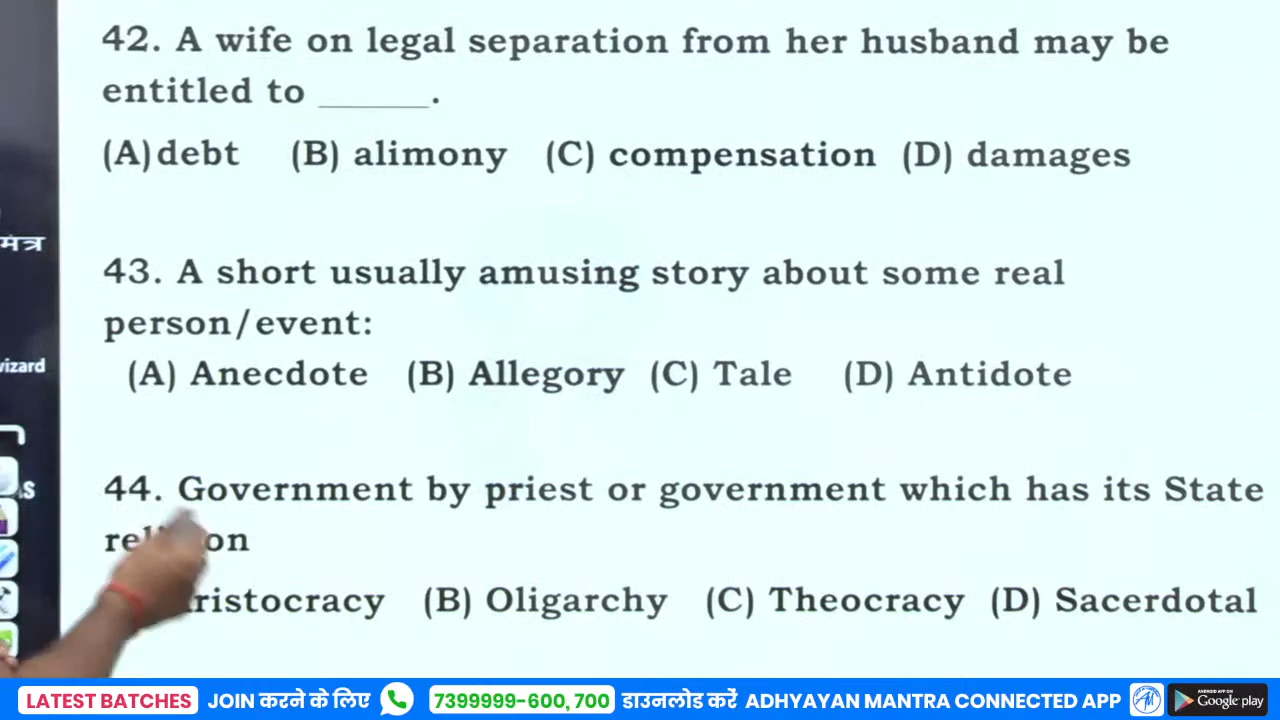 42. A wife on legal separation from her husband may be
entitled to ______.
(A) debt (B) alimony (C) compensation (D) damages
मंत्र
43. A short usually amusing story about some real
person/event:
(A) Anecdote (B) Allegory (C) Tale (D) Antidote
44. Government by priest or government which has its State
ristocracy (B) Oligarchy (C) Theocracy (D) Sacerdotal
LATEST BATCHES JOIN करने के लिए 7399999-600, 700 डाउनलोड करें ADHYAYAN MANTRA CONNECTED APP ANDROID APP ON Google play